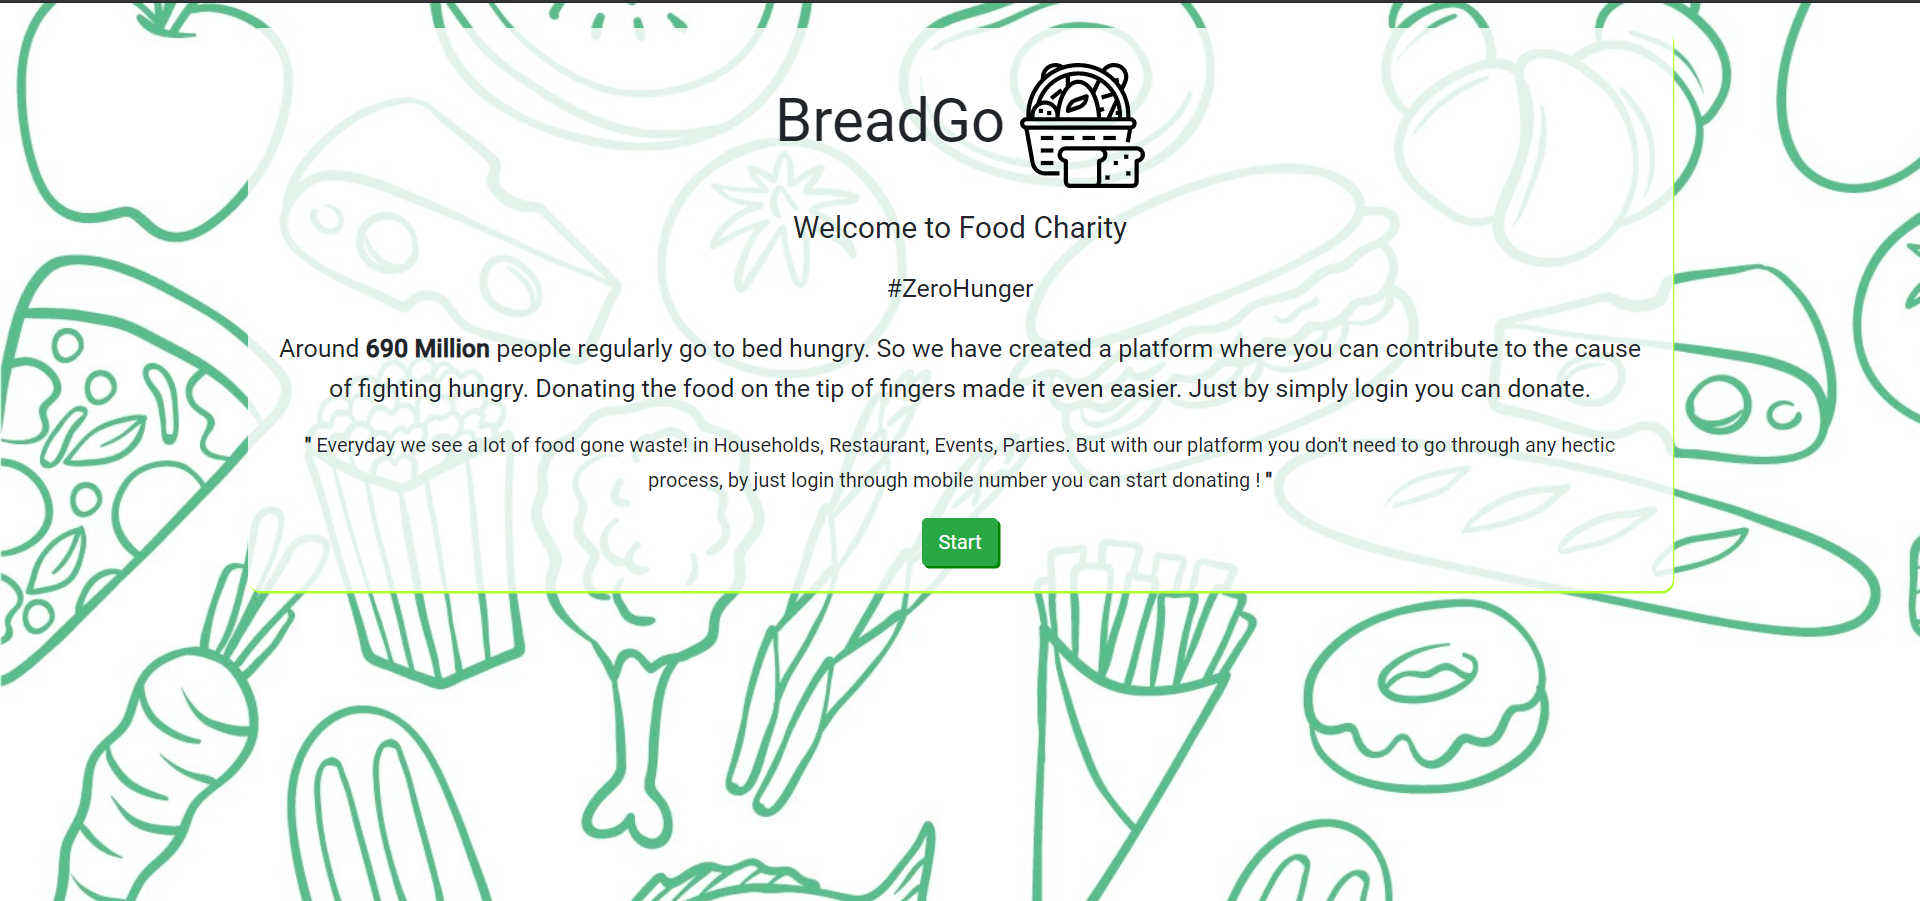 BreadGo
Welcome to Food Charity
#ZeroHunger
Around 690 Million people regularly go to bed hungry. So we have created a platform where you can contribute to the cause
of fighting hungry. Donating the food on the tip of fingers made it even easier. Just by simply login you can donate.
" Everyday we see a lot of food gone waste! in Households, Restaurant, Events, Parties. But with our platform you don't need to go through any hectic
process, by just login through mobile number you can start donating ! "
Start